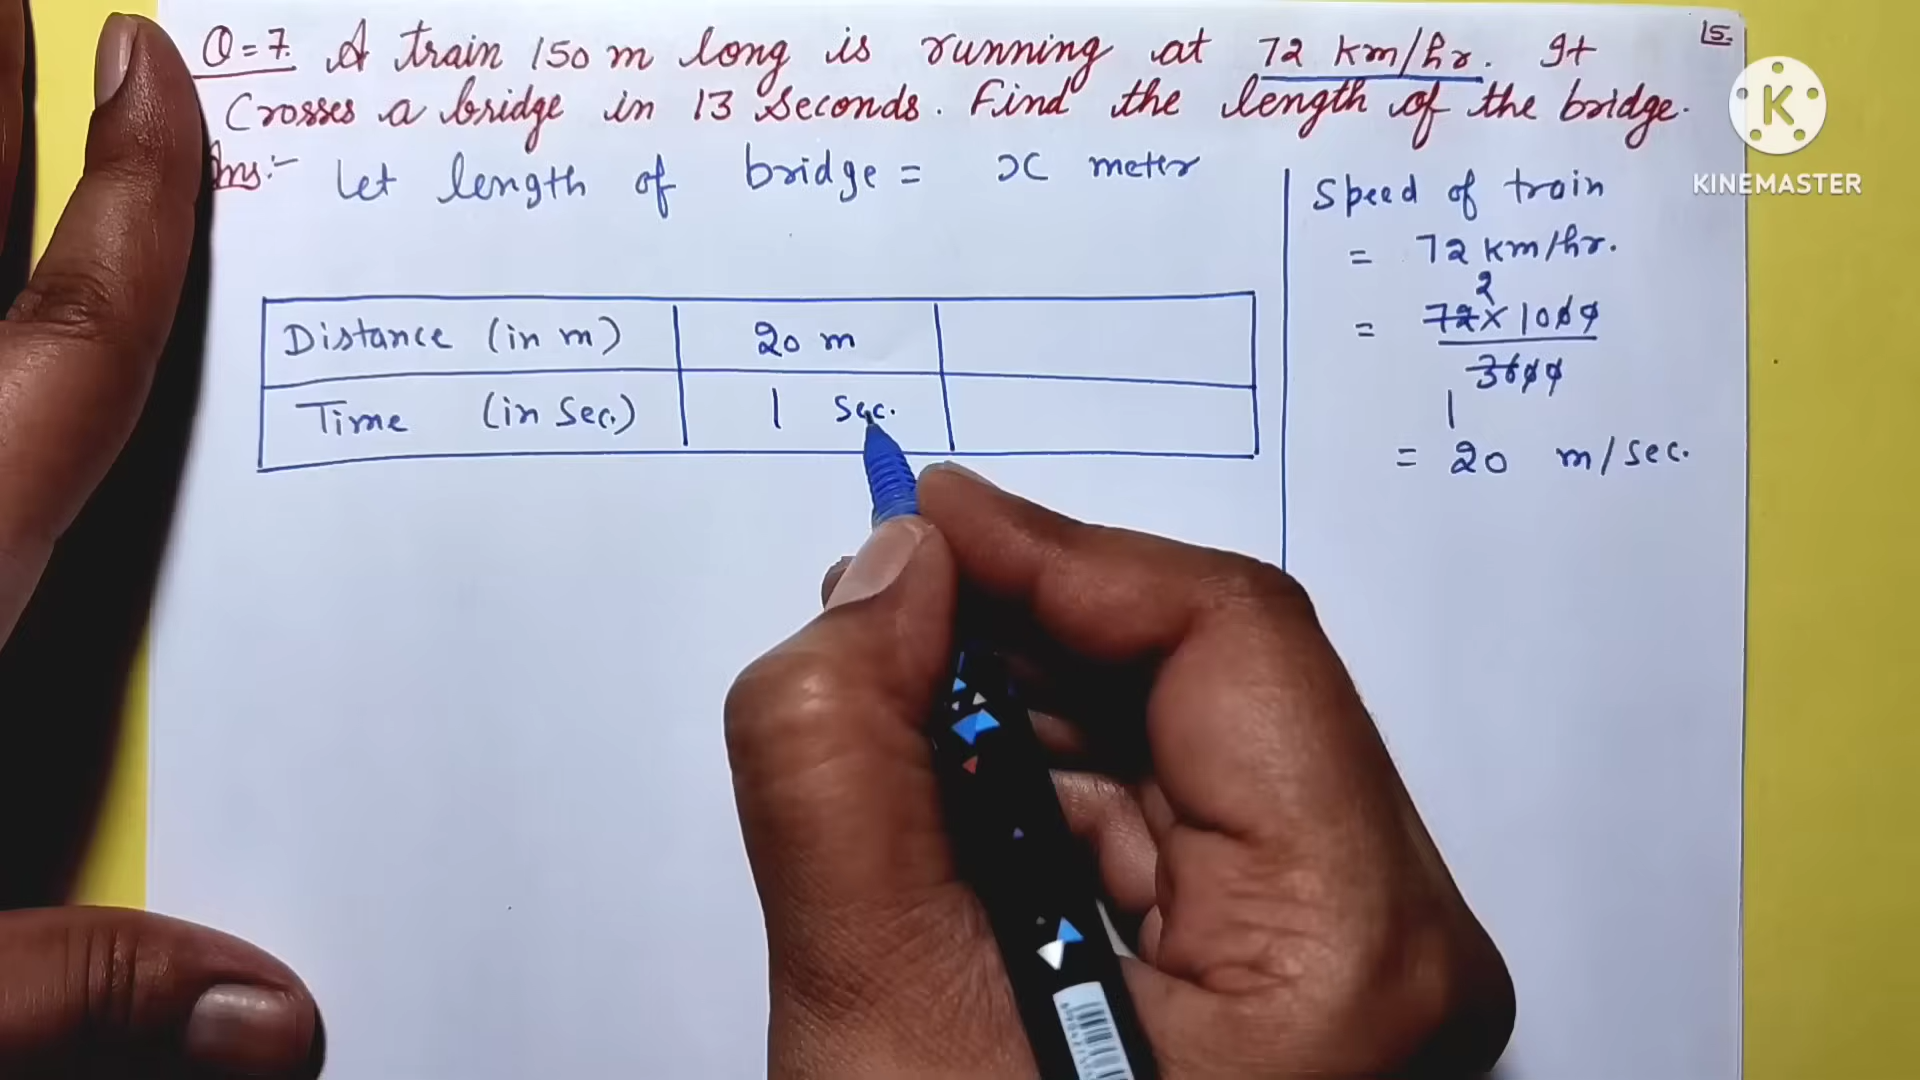 15.
Q=7. A train 150 m long is running at 72 km/hr. It
Crosses a bridge in 13 seconds. Find the length of the bridge.
K
KINEMASTER
Ans:- Let length of bridge = x meter
Speed of train
= 72 km/hr.
2
= 72 x 1000
3600
1
= 20 m/sec.
Distance (in m) 20 m
Time (in Sec.) 1 Sec.